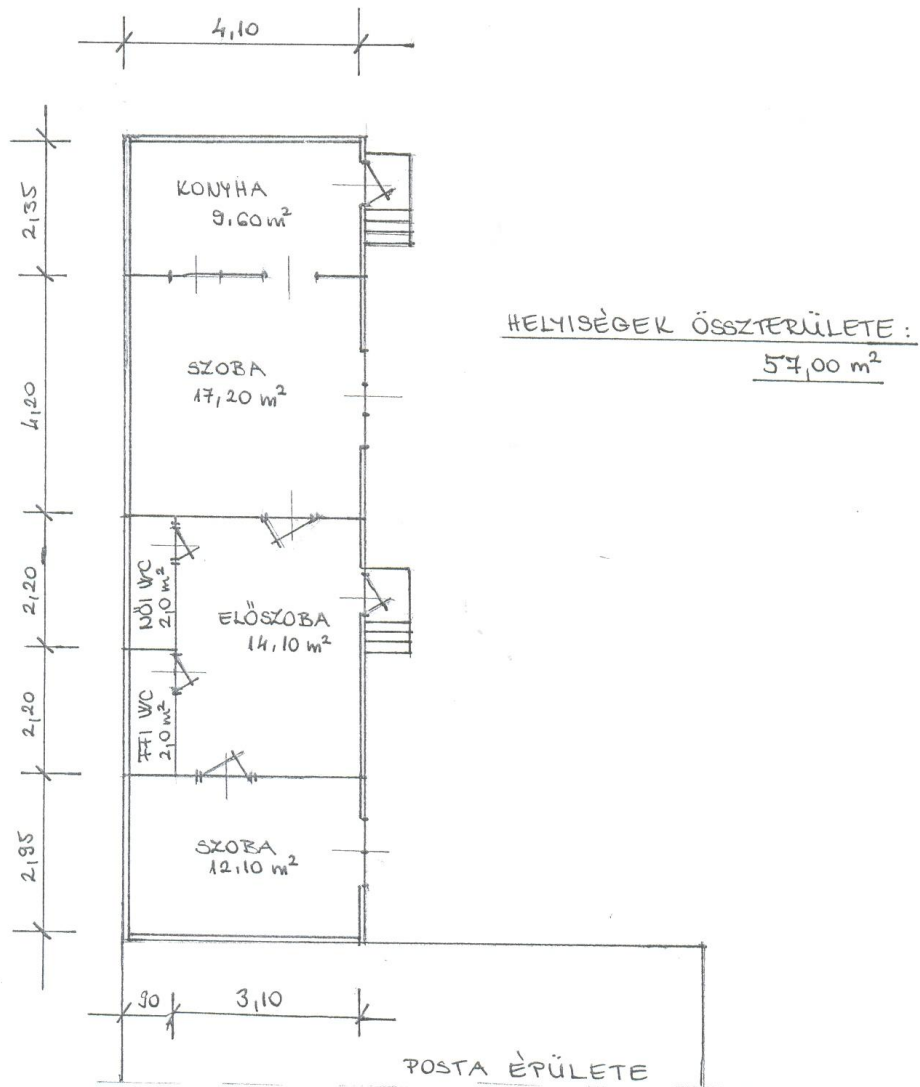 4,10
2,35
KONYHA
9,60 m²
HELYISÉGEK ÖSSZTERÜLETE:
57,00 m²
4,20
SZOBA
17,20 m²
2,20
NŐI WC
2,0 m²
ELŐSZOBA
14,10 m²
2,20
FFI WC
2,0 m²
2,95
SZOBA
12,10 m²
90
3,10
POSTA ÉPÜLETE